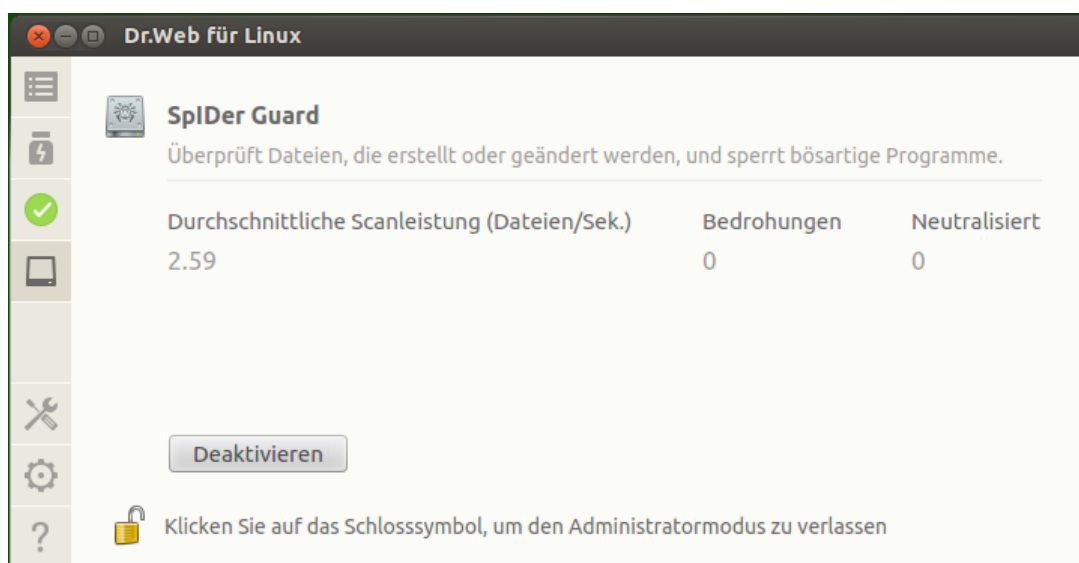 Dr.Web für Linux
SpIDer Guard
Überprüft Dateien, die erstellt oder geändert werden, und sperrt bösartige Programme.
Durchschnittliche Scanleistung (Dateien/Sek.) Bedrohungen Neutralisiert
2.59 0 0
Deaktivieren
Klicken Sie auf das Schlosssymbol, um den Administratormodus zu verlassen
?